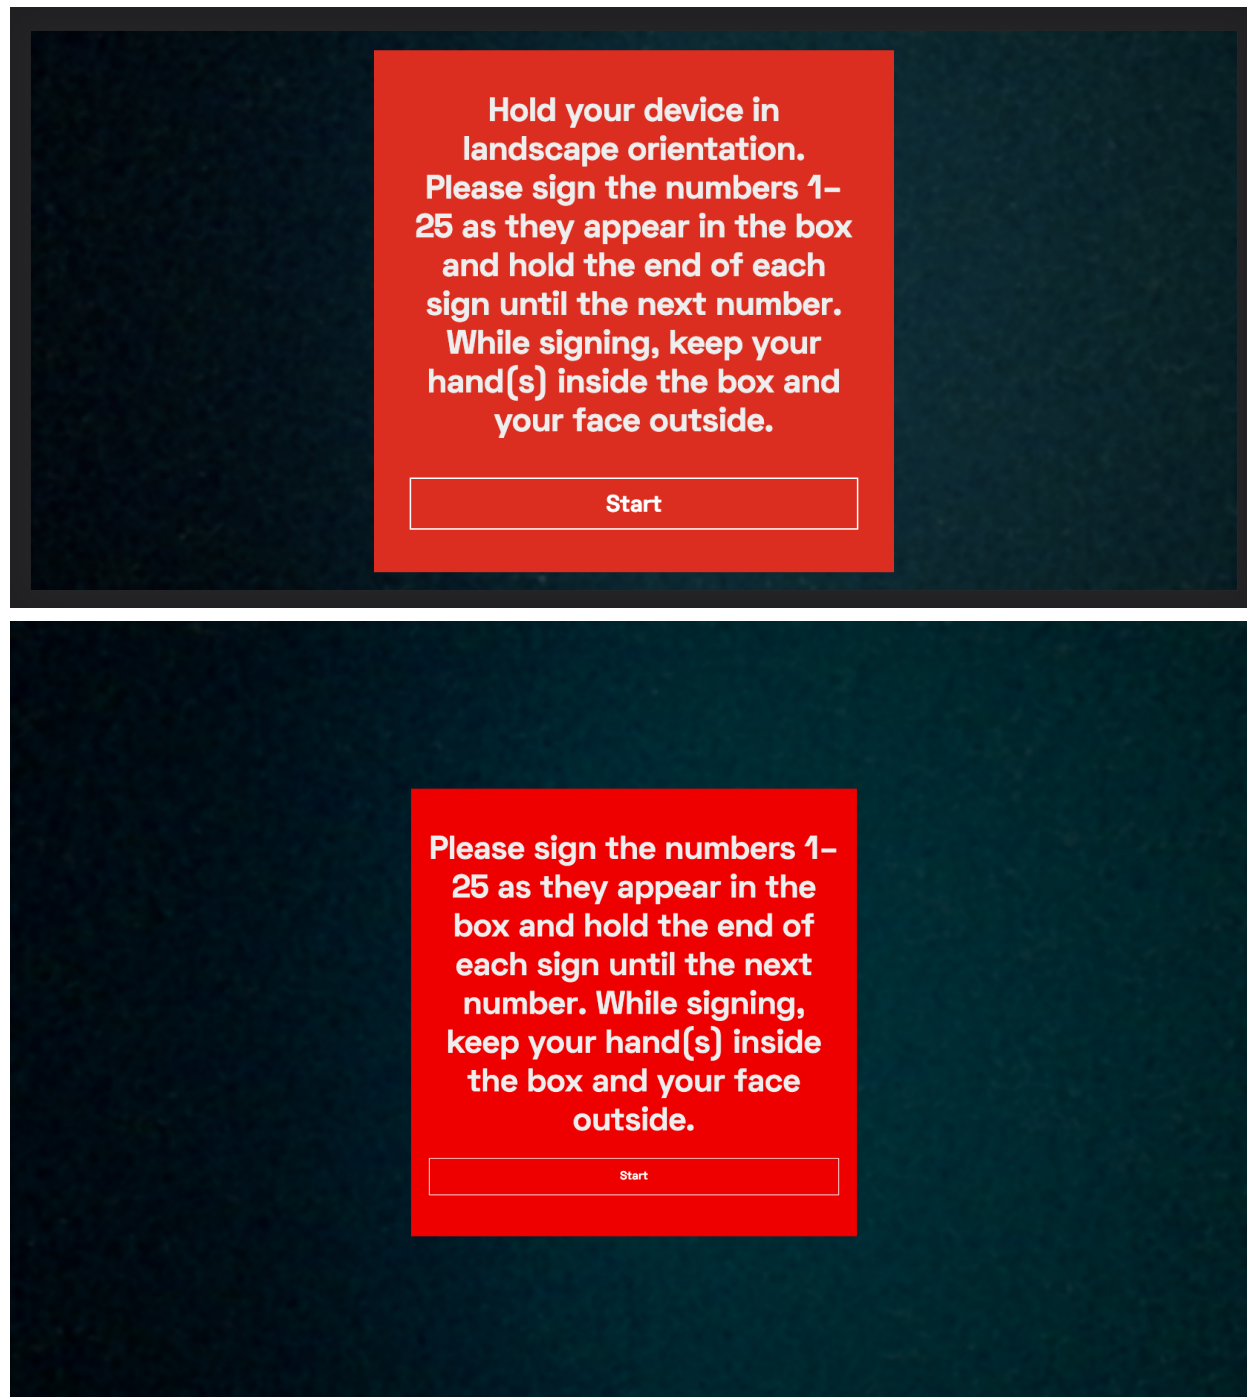 Hold your device in
landscape orientation.
Please sign the numbers 1–
25 as they appear in the box
and hold the end of each
sign until the next number.
While signing, keep your
hand(s) inside the box and
your face outside.
Start
Please sign the numbers 1–
25 as they appear in the
box and hold the end of
each sign until the next
number. While signing,
keep your hand(s) inside
the box and your face
outside.
Start